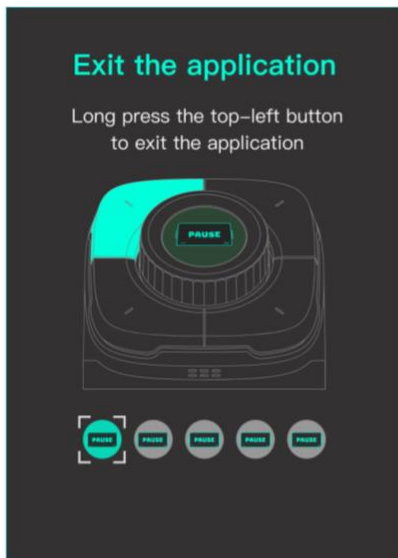 Exit the application
Long press the top-left button
to exit the application
PAUSE
PAUSE PAUSE PAUSE PAUSE PAUSE